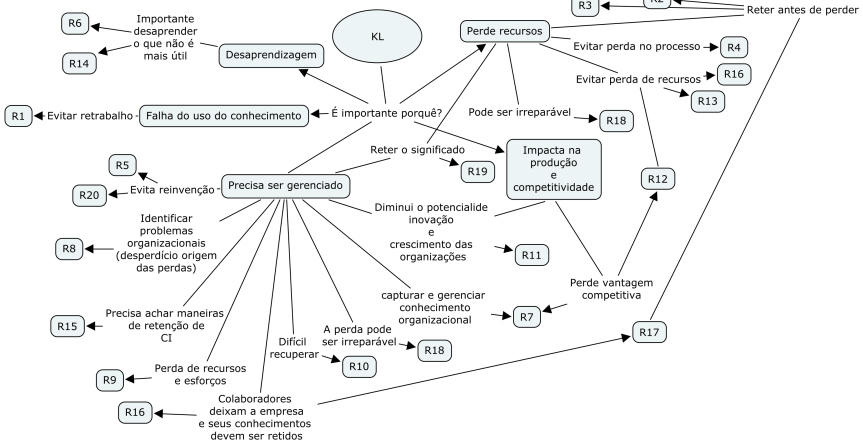 R3
R2
Reter antes de perder
R6
Importante
desaprender
o que não é
mais útil
R14
Desaprendizagem
KL
Perde recursos
Evitar perda no processo
R4
Evitar perda de recursos
R16
R13
R1
Evitar retrabalho
Falha do uso do conhecimento
É importante porquê?
Pode ser irreparável
R18
Reter o significado
R19
Impacta na
produção
e
competitividade
R12
R5
R20
Evita reinvenção
Precisa ser gerenciado
Identificar
problemas
organizacionais
(desperdício origem
das perdas)
R8
Diminui o potencialide
inovação
e
crescimento das
organizações
R11
Perde vantagem
competitiva
capturar e gerenciar
conhecimento
organizacional
R7
R17
Precisa achar maneiras
de retenção de
CI
R15
A perda pode
ser irreparável
R18
Difícil
recuperar
R10
Perda de recursos
e esforços
R9
Colaboradores
deixam a empresa
e seus conhecimentos
devem ser retidos
R16